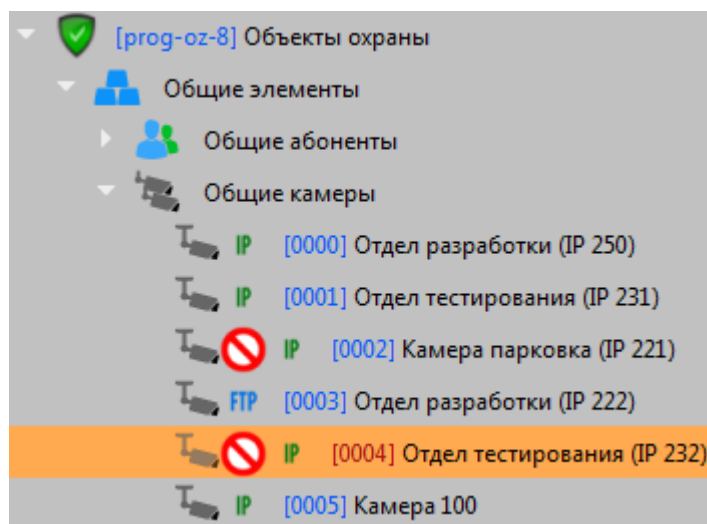 [prog-oz-8] Объекты охраны
Общие элементы
Общие абоненты
Общие камеры
IP [0000] Отдел разработки (IP 250)
IP [0001] Отдел тестирования (IP 231)
IP [0002] Камера парковка (IP 221)
FTP [0003] Отдел разработки (IP 222)
IP [0004] Отдел тестирования (IP 232)
IP [0005] Камера 100